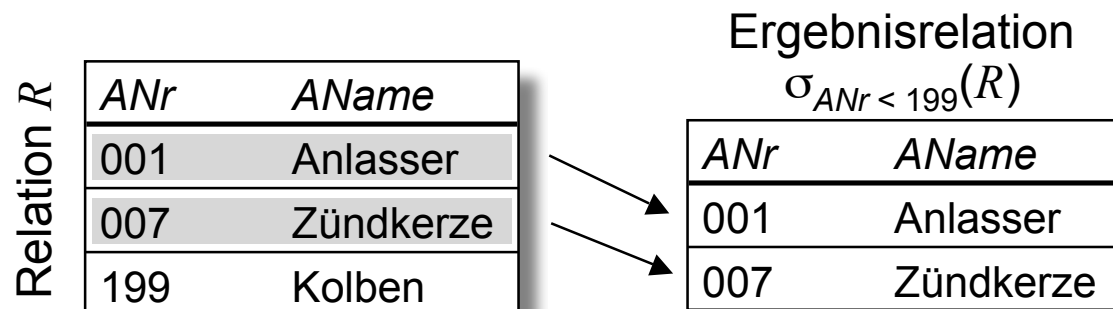 Relation R
ANr AName
001 Anlasser
007 Zündkerze
199 Kolben
Ergebnisrelation
σANr < 199(R)
ANr AName
001 Anlasser
007 Zündkerze